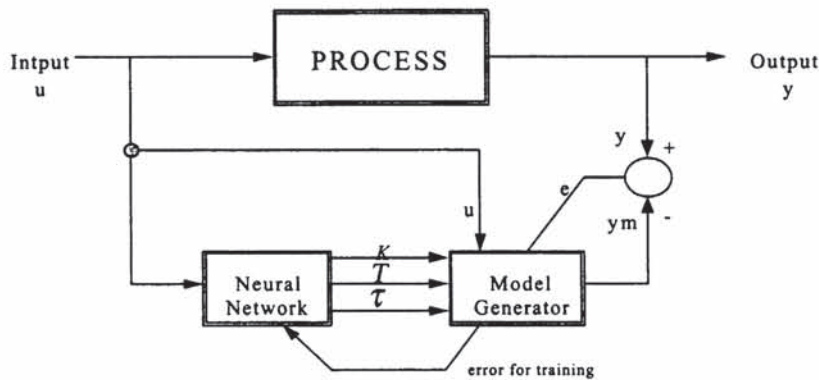 Intput
u
PROCESS
Output
y
y
+
e
u
ym
-
Neural
Network
K
T
τ
Model
Generator
error for training